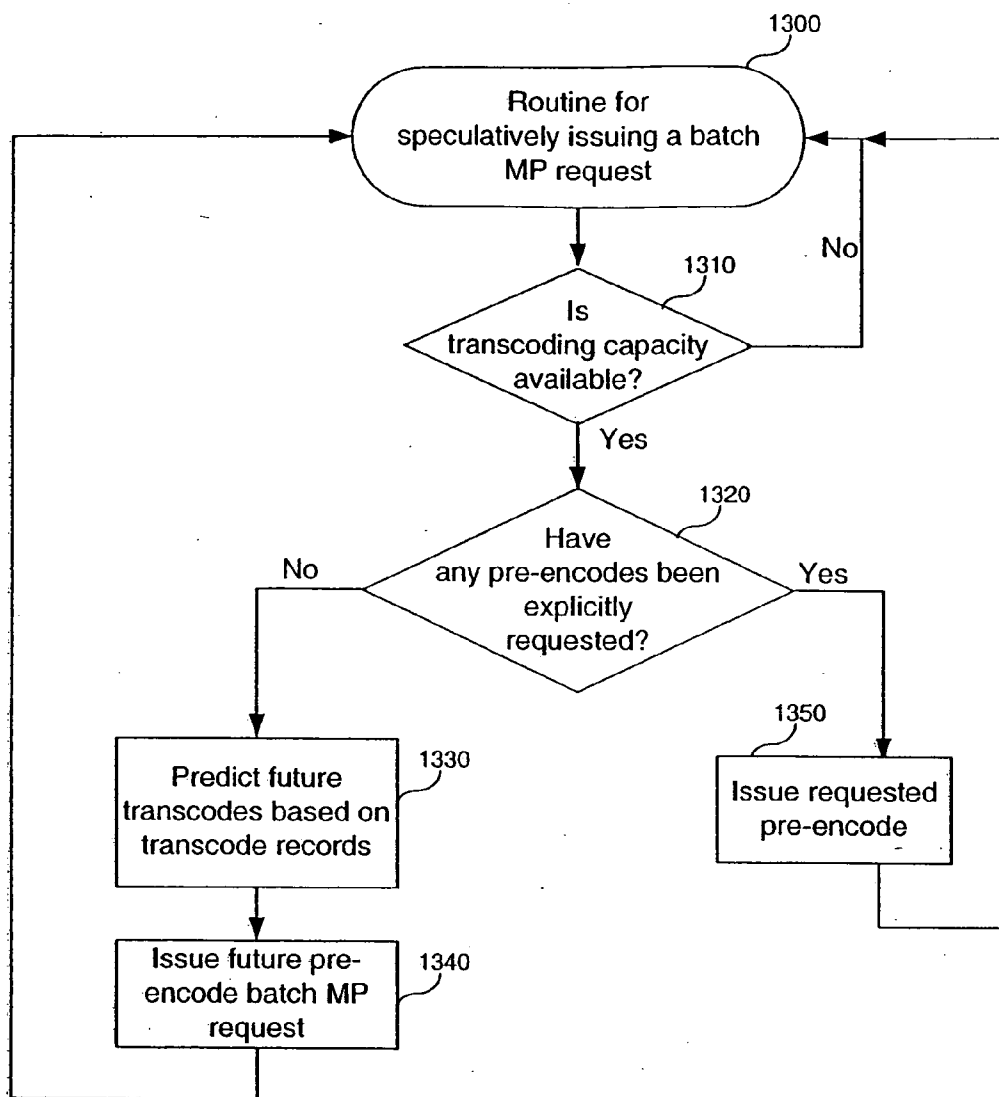 1300
Routine for
speculatively issuing a batch
MP request
No
1310
Is
transcoding capacity
available?
Yes
1320
Have
any pre-encodes been
explicitly
requested?
No
Yes
1330
Predict future
transcodes based on
transcode records
1350
Issue requested
pre-encode
1340
Issue future pre-
encode batch MP
request